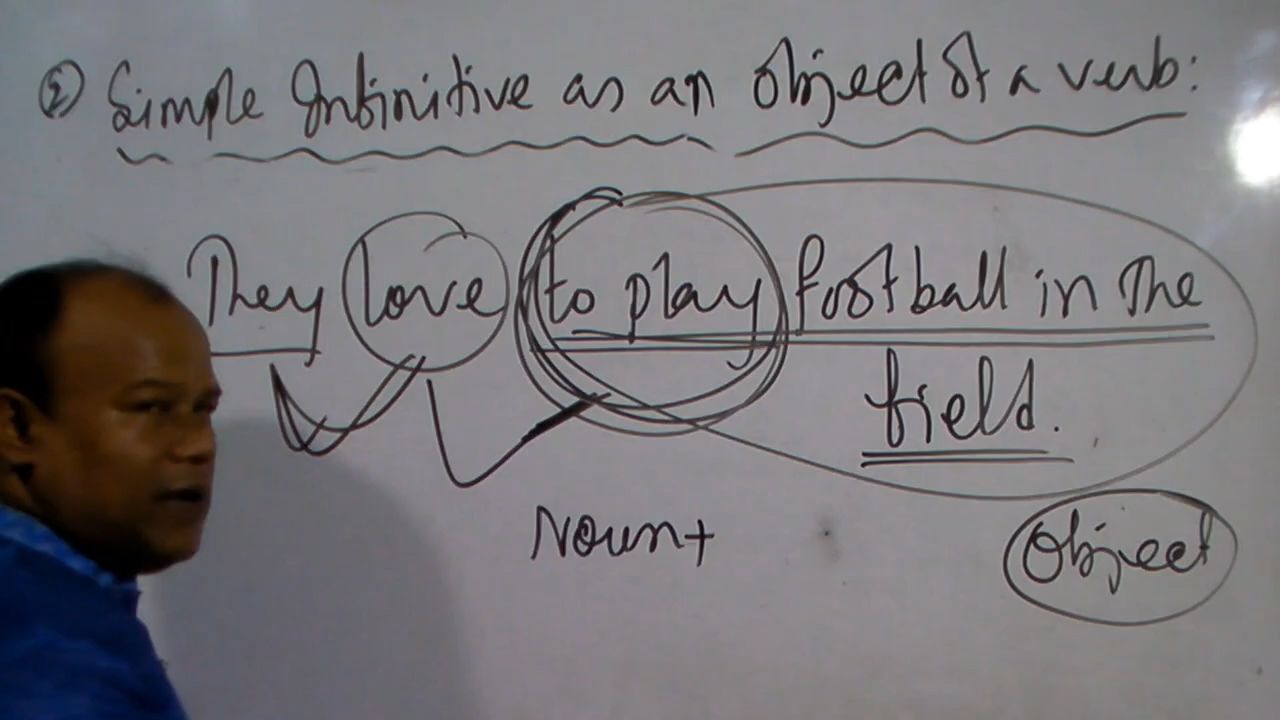 ② Simple Infinitive as an object of a verb:
They love to play football in the
field.
Noun+
Object